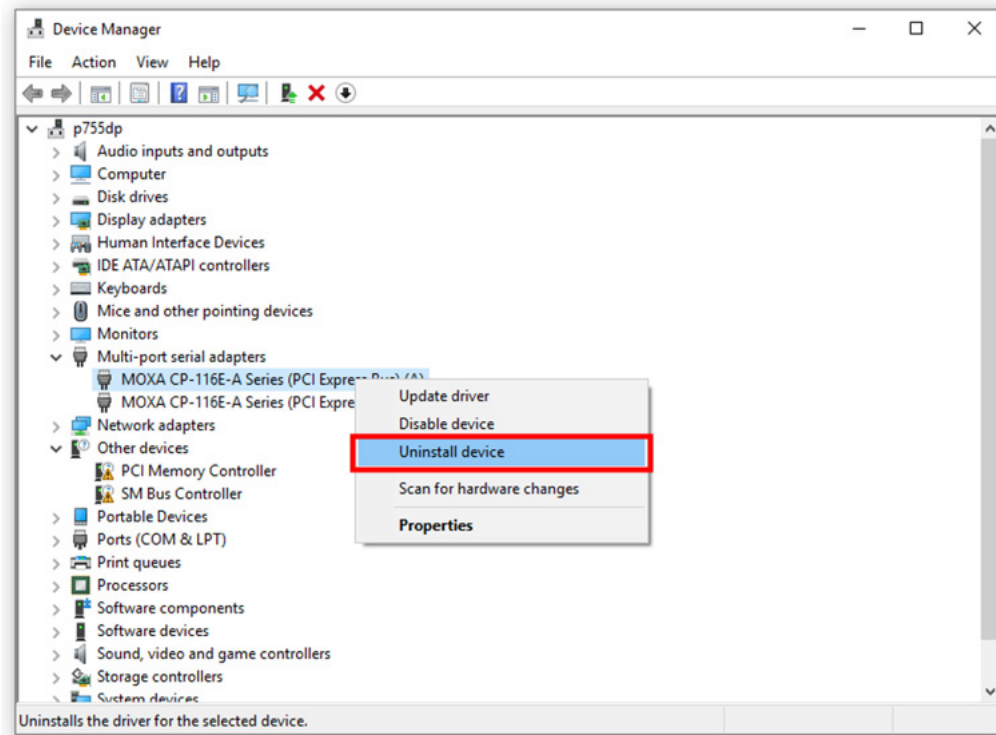 Device Manager
File Action View Help
p755dp
Audio inputs and outputs
Computer
Disk drives
Display adapters
Human Interface Devices
IDE ATA/ATAPI controllers
Keyboards
Mice and other pointing devices
Monitors
Multi-port serial adapters
MOXA CP-116E-A Series (PCI Express Bus) (A)
MOXA CP-116E-A Series (PCI Expre
Network adapters
Other devices
PCI Memory Controller
SM Bus Controller
Portable Devices
Ports (COM & LPT)
Print queues
Processors
Software components
Software devices
Sound, video and game controllers
Storage controllers
System devices
Update driver
Disable device
Uninstall device
Scan for hardware changes
Properties
Uninstalls the driver for the selected device.